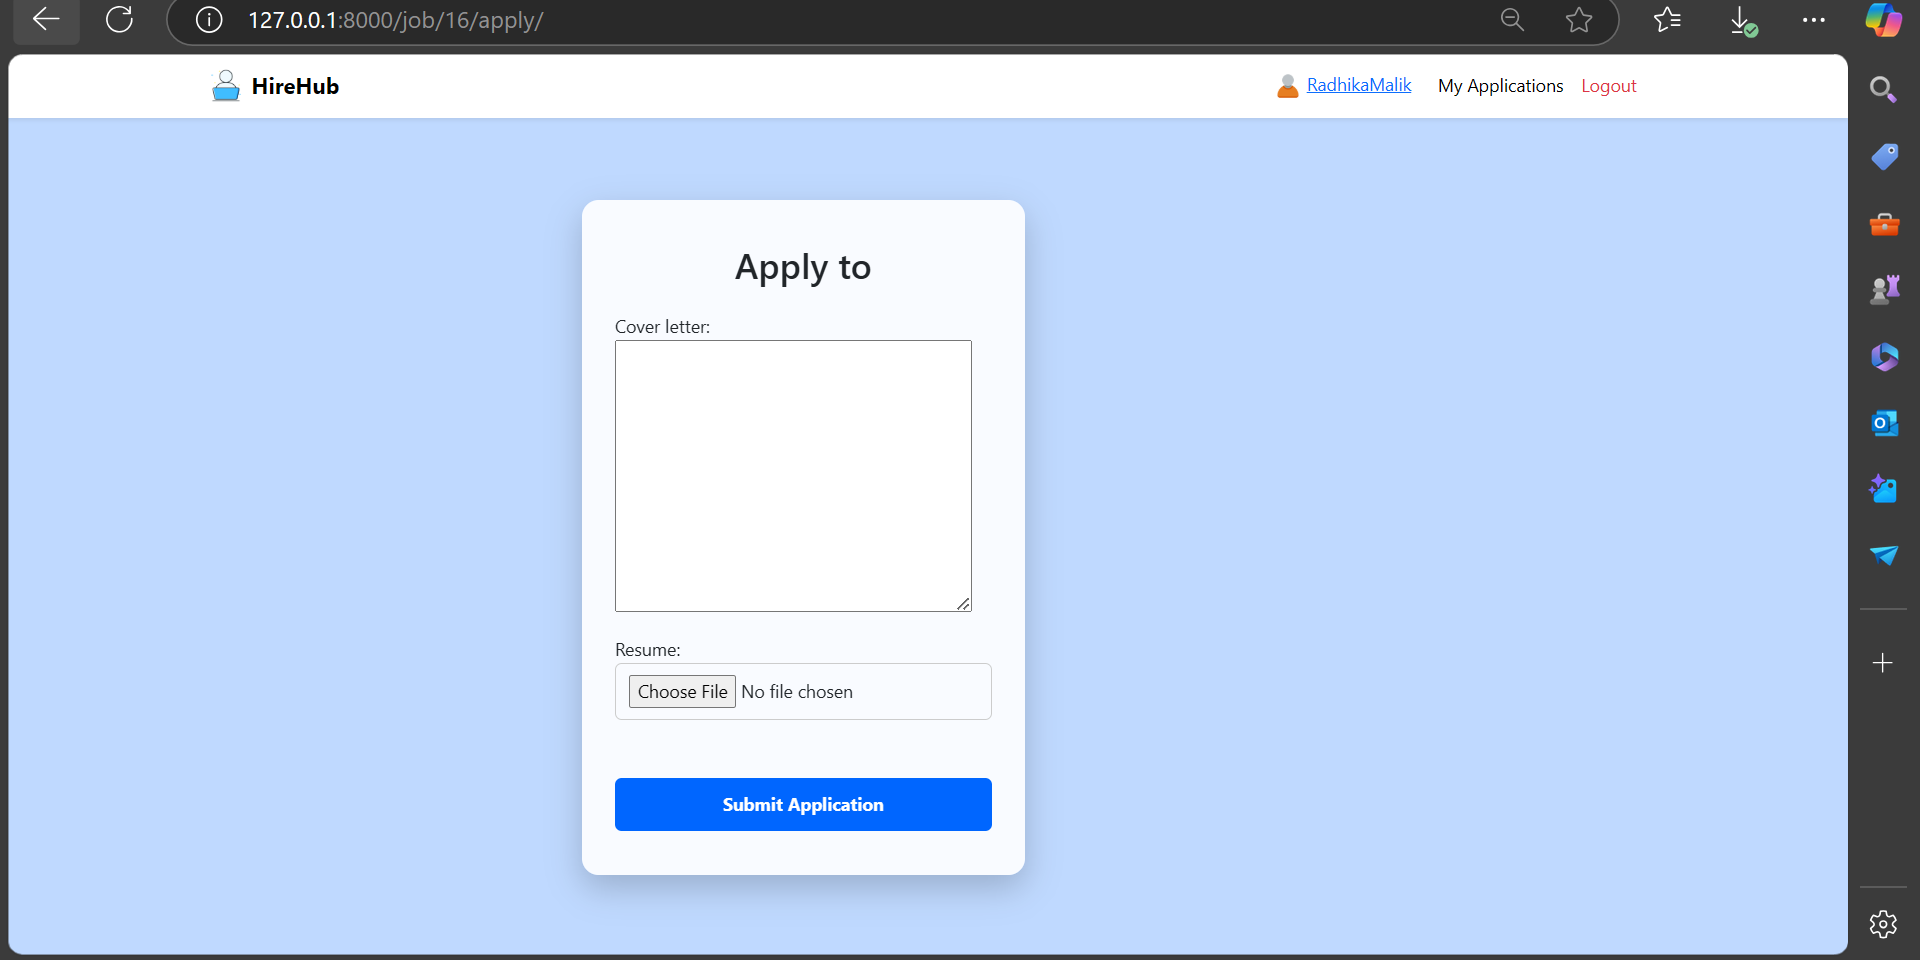 127.0.0.1:8000/job/16/apply/
HireHub
RadhikaMalik My Applications Logout
Apply to
Cover letter:
Resume:
Choose File No file chosen
Submit Application